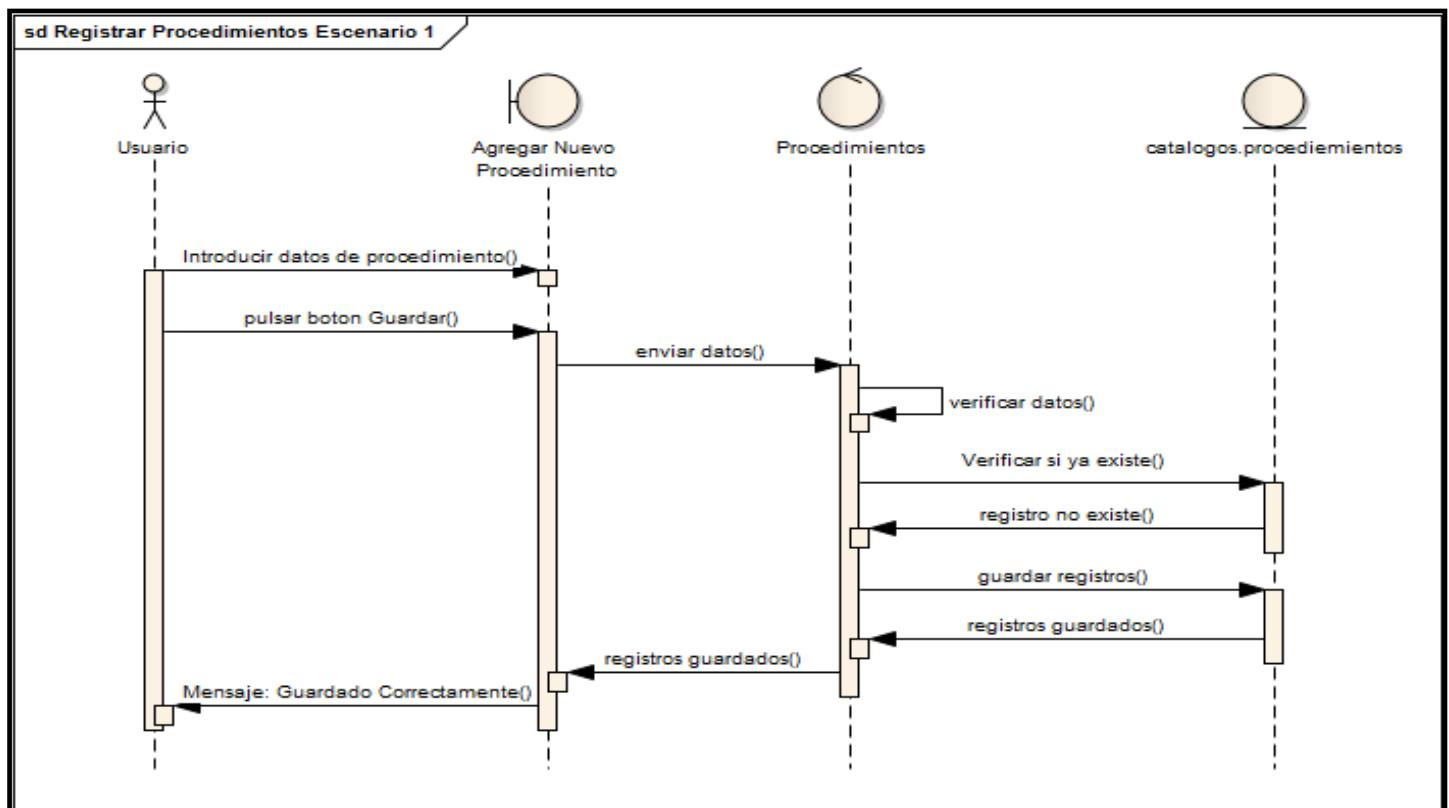 sd Registrar Procedimientos Escenario 1
Usuario
Agregar Nuevo
Procedimiento
Procedimientos
catalogos.procediemientos
Introducir datos de procedimiento()
pulsar boton Guardar()
enviar datos()
verificar datos()
Verificar si ya existe()
registro no existe()
guardar registros()
registros guardados()
registros guardados()
Mensaje: Guardado Correctamente()